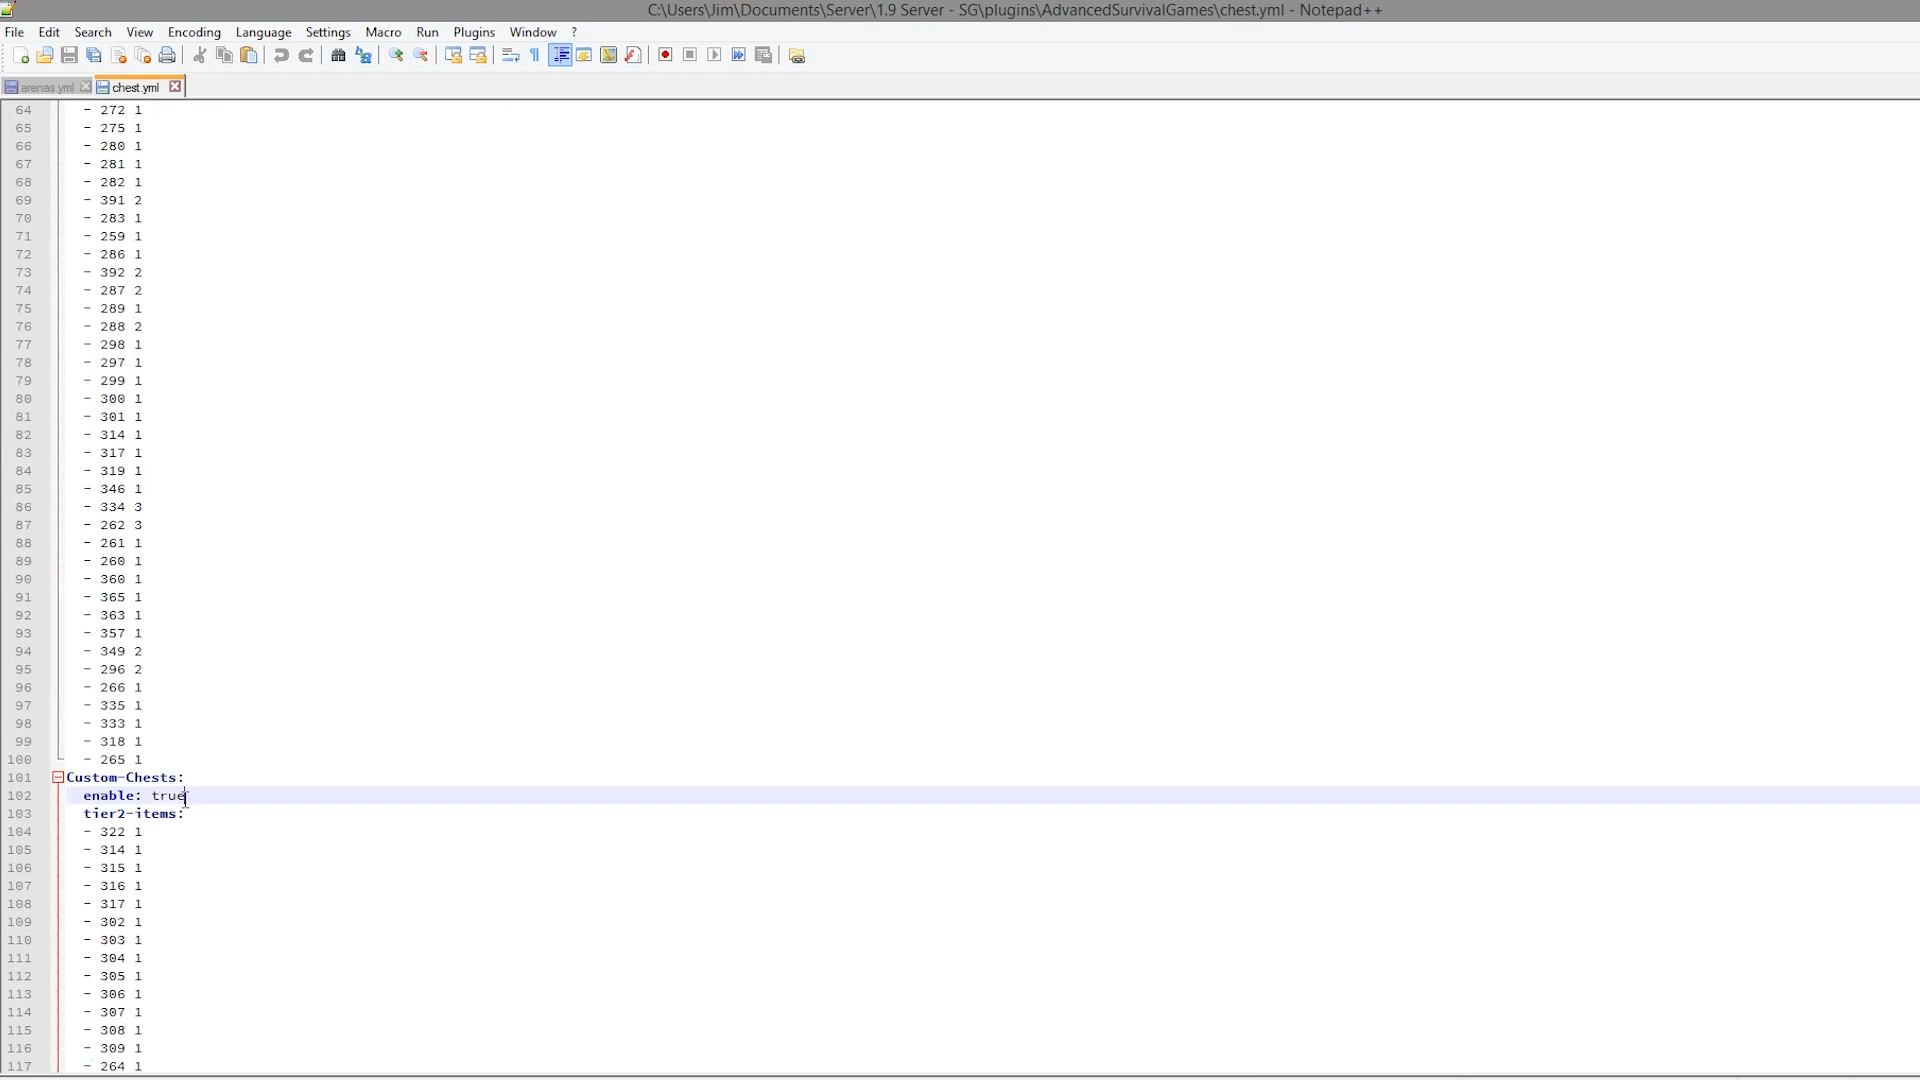 C:\Users\Jim\Documents\Server\1.9 Server - SG\plugins\AdvancedSurvivalGames\chest.yml - Notepad++
File Edit Search View Encoding Language Settings Macro Run Plugins Window ?
arenas.yml chest.yml
64 - 272 1
65 - 275 1
66 - 280 1
67 - 281 1
68 - 282 1
69 - 391 2
70 - 283 1
71 - 259 1
72 - 286 1
73 - 392 2
74 - 287 2
75 - 289 1
76 - 288 2
77 - 298 1
78 - 297 1
79 - 299 1
80 - 300 1
81 - 301 1
82 - 314 1
83 - 317 1
84 - 319 1
85 - 346 1
86 - 334 3
87 - 262 3
88 - 261 1
89 - 260 1
90 - 360 1
91 - 365 1
92 - 363 1
93 - 357 1
94 - 349 2
95 - 296 2
96 - 266 1
97 - 335 1
98 - 333 1
99 - 318 1
100 - 265 1
101 Custom-Chests:
102 enable: true
103 tier2-items:
104 - 322 1
105 - 314 1
106 - 315 1
107 - 316 1
108 - 317 1
109 - 302 1
110 - 303 1
111 - 304 1
112 - 305 1
113 - 306 1
114 - 307 1
115 - 308 1
116 - 309 1
117 - 264 1